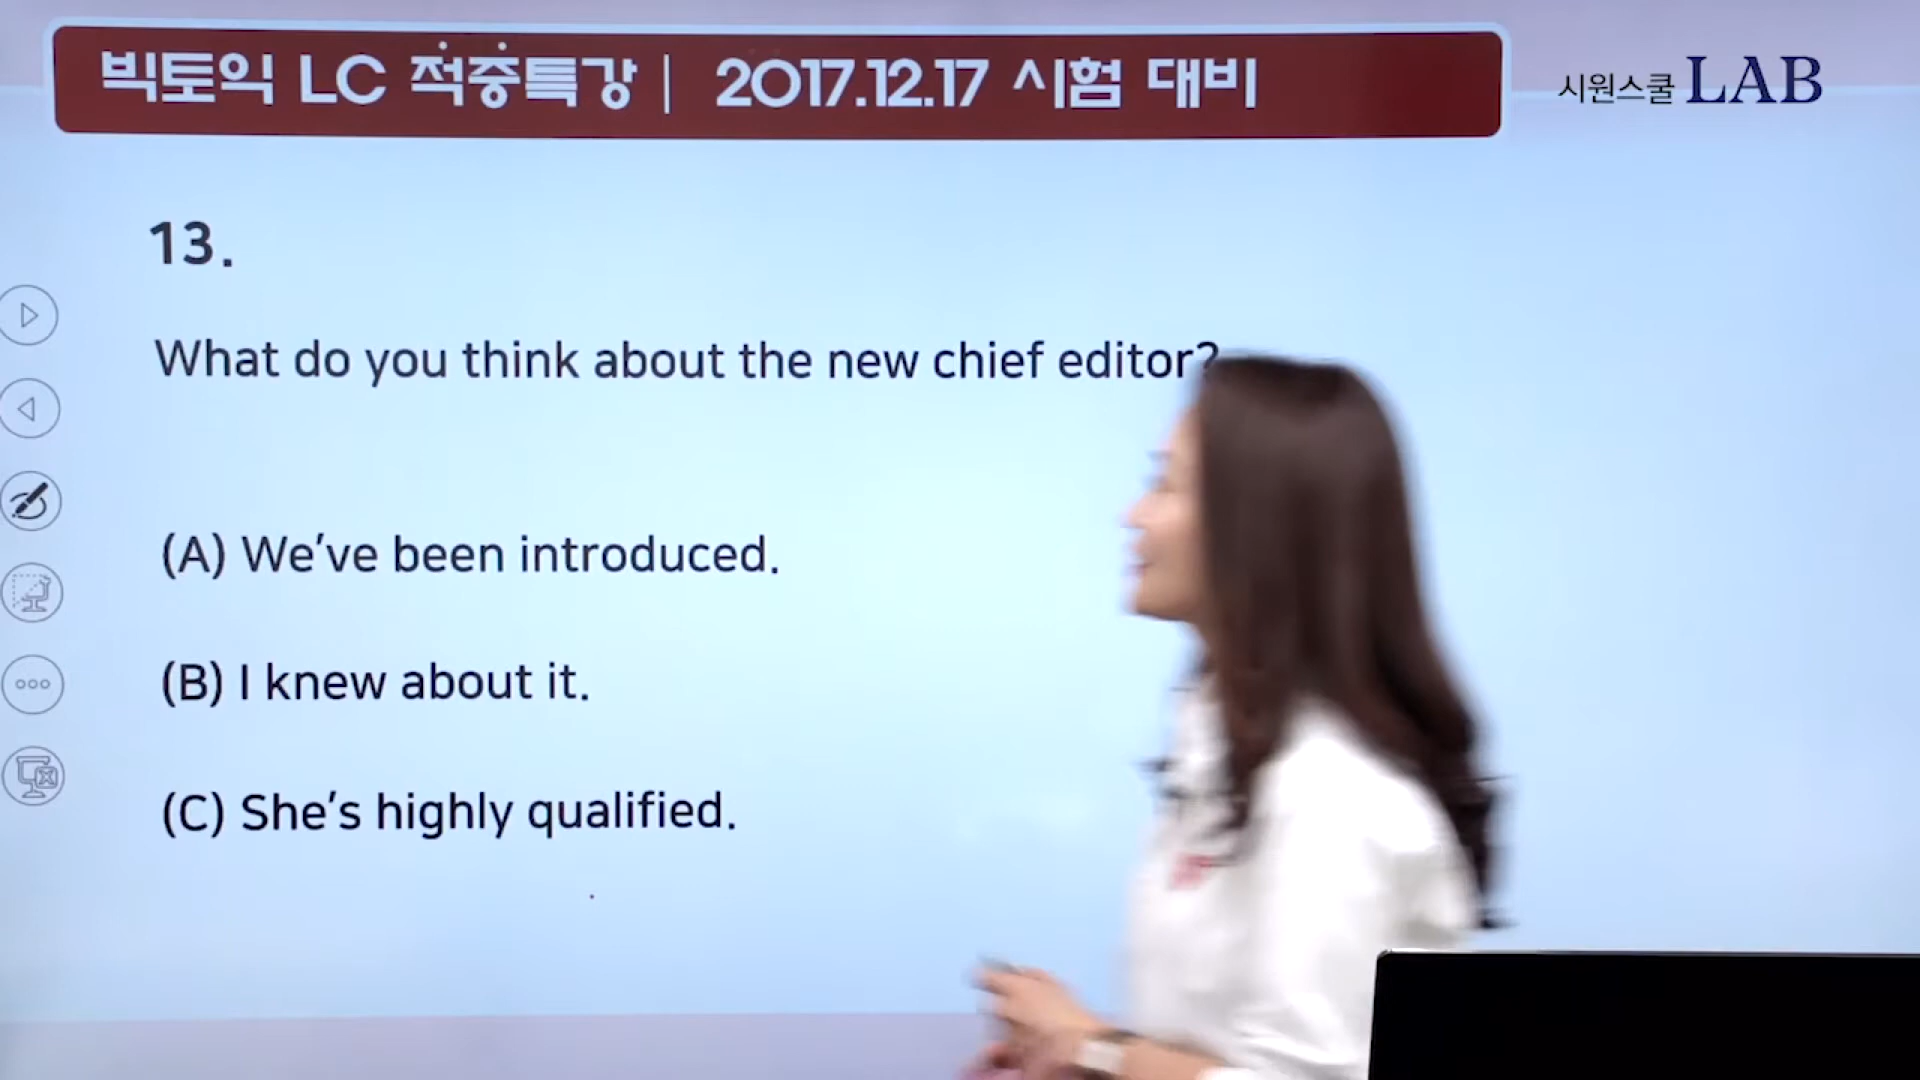 빅토익 LC 적중특강 | 2017.12.17 시험 대비
시원스쿨 LAB
13.
What do you think about the new chief editor?
(A) We've been introduced.
(B) I knew about it.
(C) She's highly qualified.